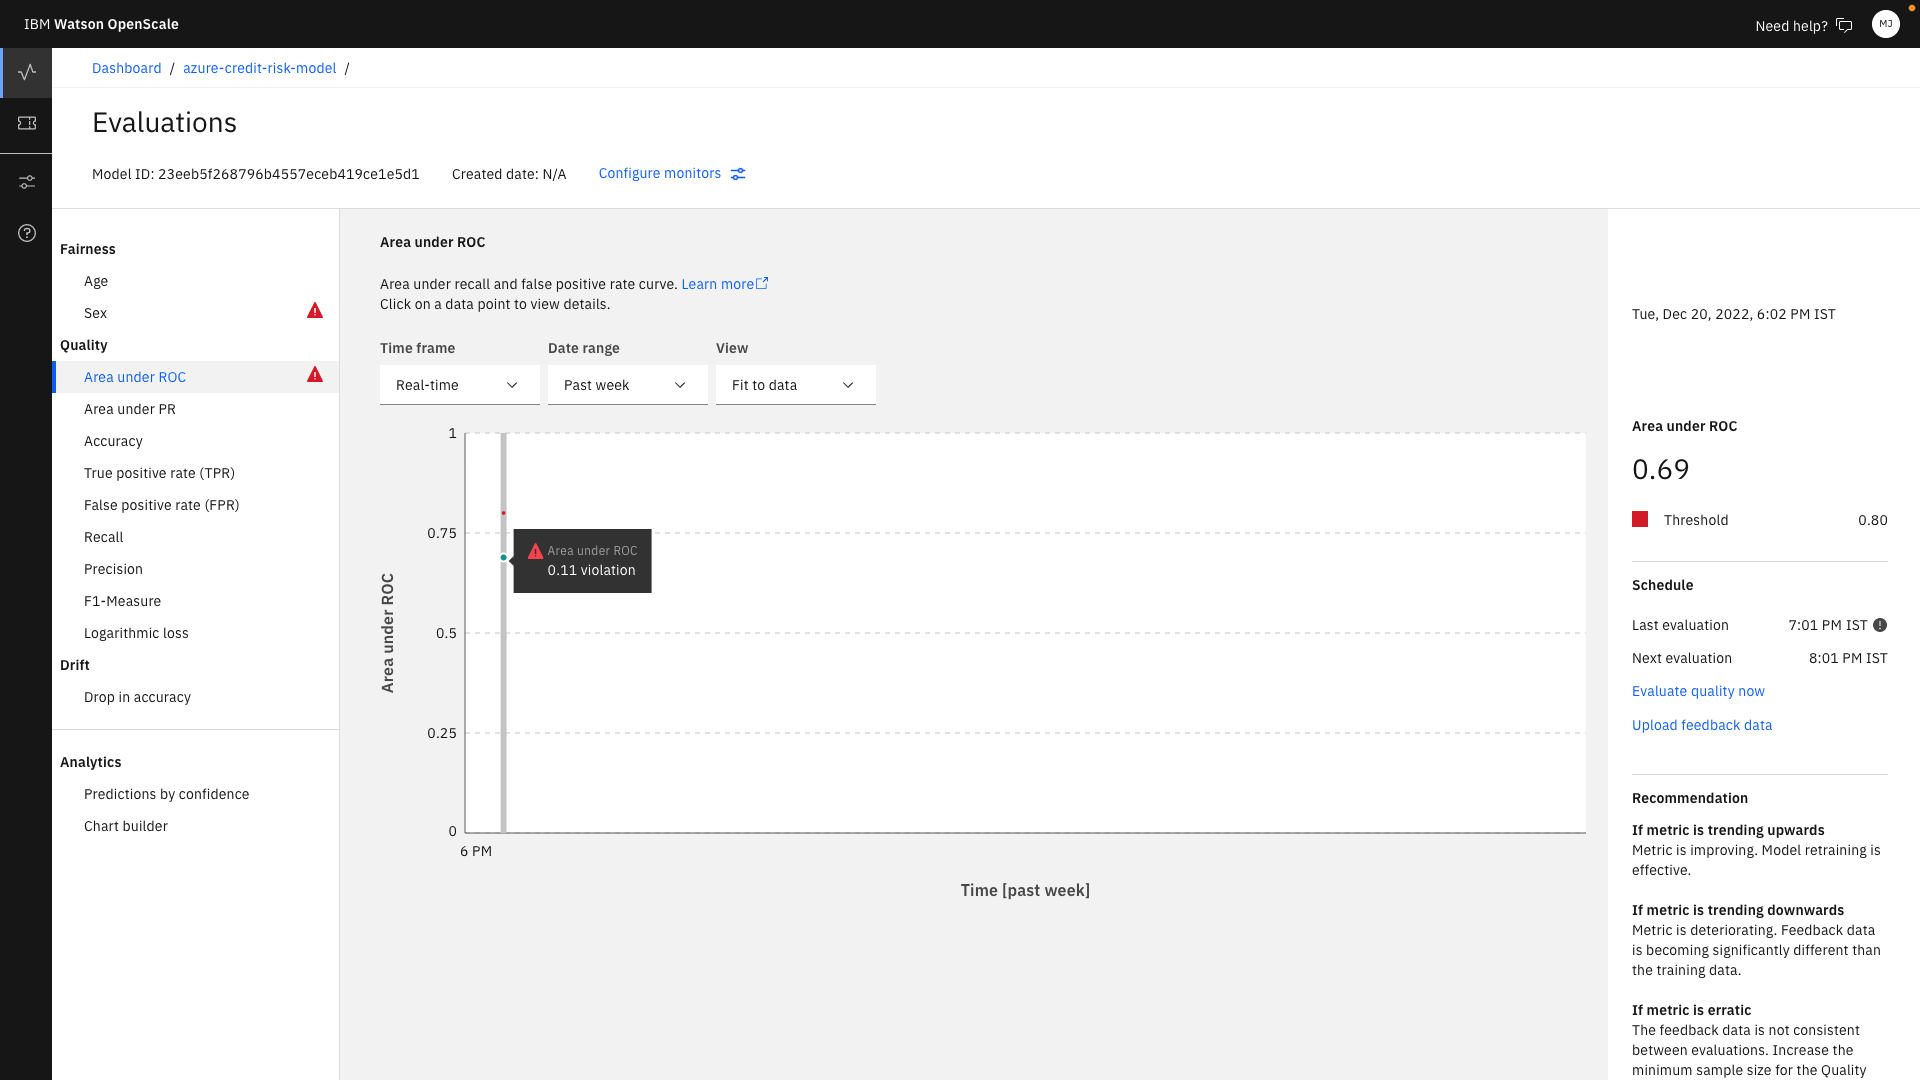 IBM Watson OpenScale
Need help?
MJ
Dashboard / azure-credit-risk-model /
Evaluations
Model ID: 23eeb5f268796b4557eceb419ce1e5d1
Created date: N/A
Configure monitors
Fairness
Age
Sex
Quality
Area under ROC
Area under PR
Accuracy
True positive rate (TPR)
False positive rate (FPR)
Recall
Precision
F1-Measure
Logarithmic loss
Drift
Drop in accuracy
Analytics
Predictions by confidence
Chart builder
Area under ROC
Area under recall and false positive rate curve. Learn more
Click on a data point to view details.
Time frame
Date range
View
Real-time
Past week
Fit to data
1
0.75
0.5
0.25
0
Area under ROC
Area under ROC
0.11 violation
6 PM
Time [past week]
Tue, Dec 20, 2022, 6:02 PM IST
Area under ROC
0.69
Threshold 0.80
Schedule
Last evaluation 7:01 PM IST
Next evaluation 8:01 PM IST
Evaluate quality now
Upload feedback data
Recommendation
If metric is trending upwards
Metric is improving. Model retraining is
effective.
If metric is trending downwards
Metric is deteriorating. Feedback data
is becoming significantly different than
the training data.
If metric is erratic
The feedback data is not consistent
between evaluations. Increase the
minimum sample size for the Quality